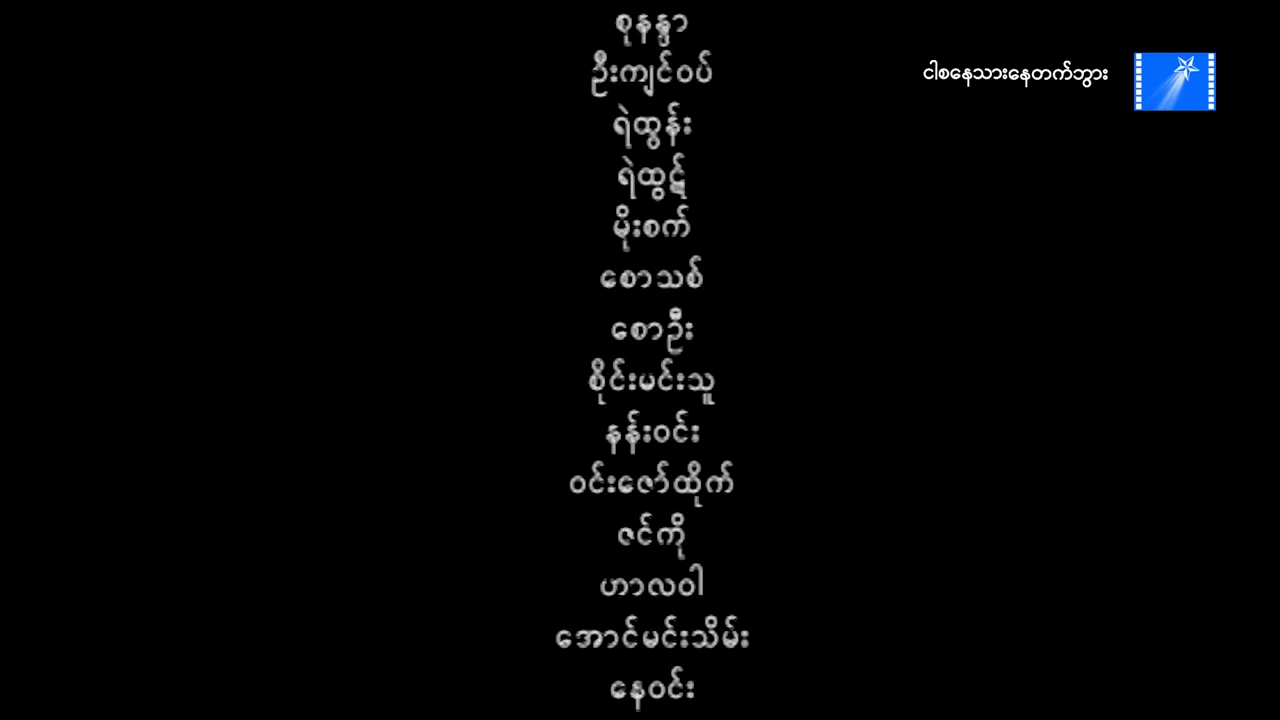 စုနန္ဒာ
ဦးကျင်ဝပ်
ငါစနေသားနေတက်ဘွား
ရဲထွန်း
ရဲထွဋ်
မိုးစက်
စောသစ်
စောဦး
စိုင်းမင်းသူ
နန်းဝင်း
ဝင်းဇော်ထိုက်
ဇင်ကို
ဟာလဝါ
အောင်မင်းသိမ်း
နေဝင်း